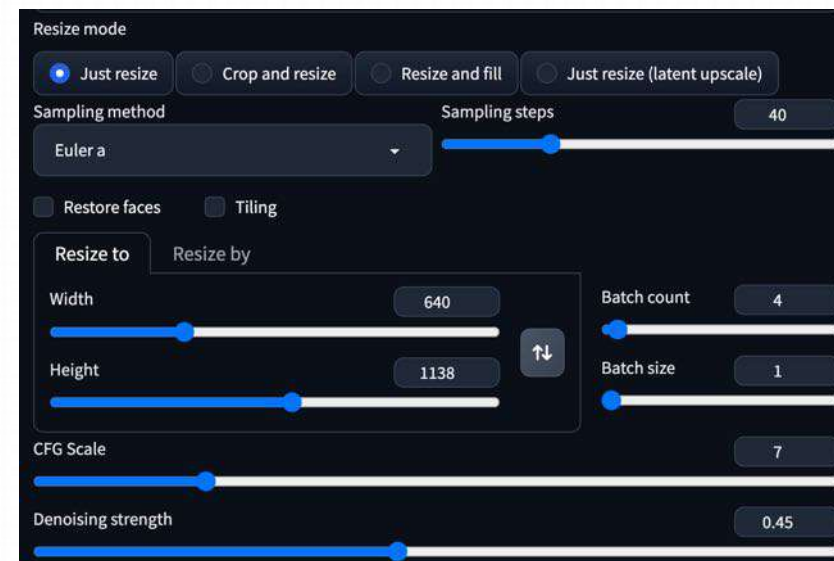 Resize mode
Just resize Crop and resize Resize and fill Just resize (latent upscale)
Sampling method Sampling steps 40
Euler a
Restore faces Tiling
Resize to Resize by
Width 640 Batch count 4
Height 1138 Batch size 1
CFG Scale 7
Denoising strength 0.45